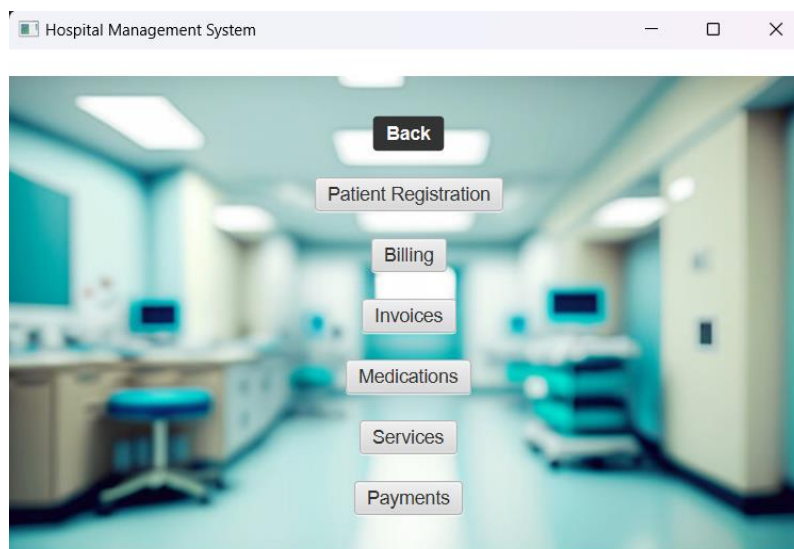 Hospital Management System
Back
Patient Registration
Billing
Invoices
Medications
Services
Payments